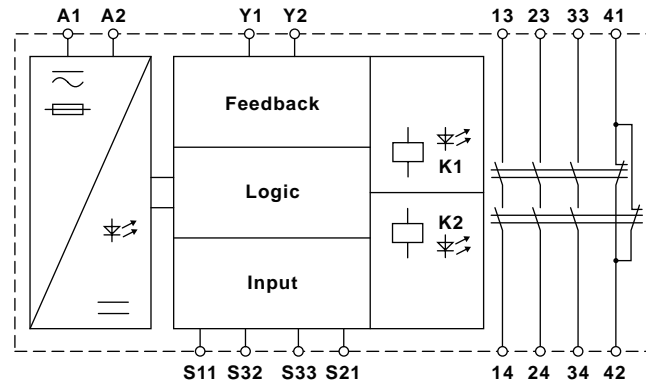 A1 A2 Y1 Y2 13 23 33 41
Feedback
K1
Logic
K2
Input
S11 S32 S33 S21 14 24 34 42